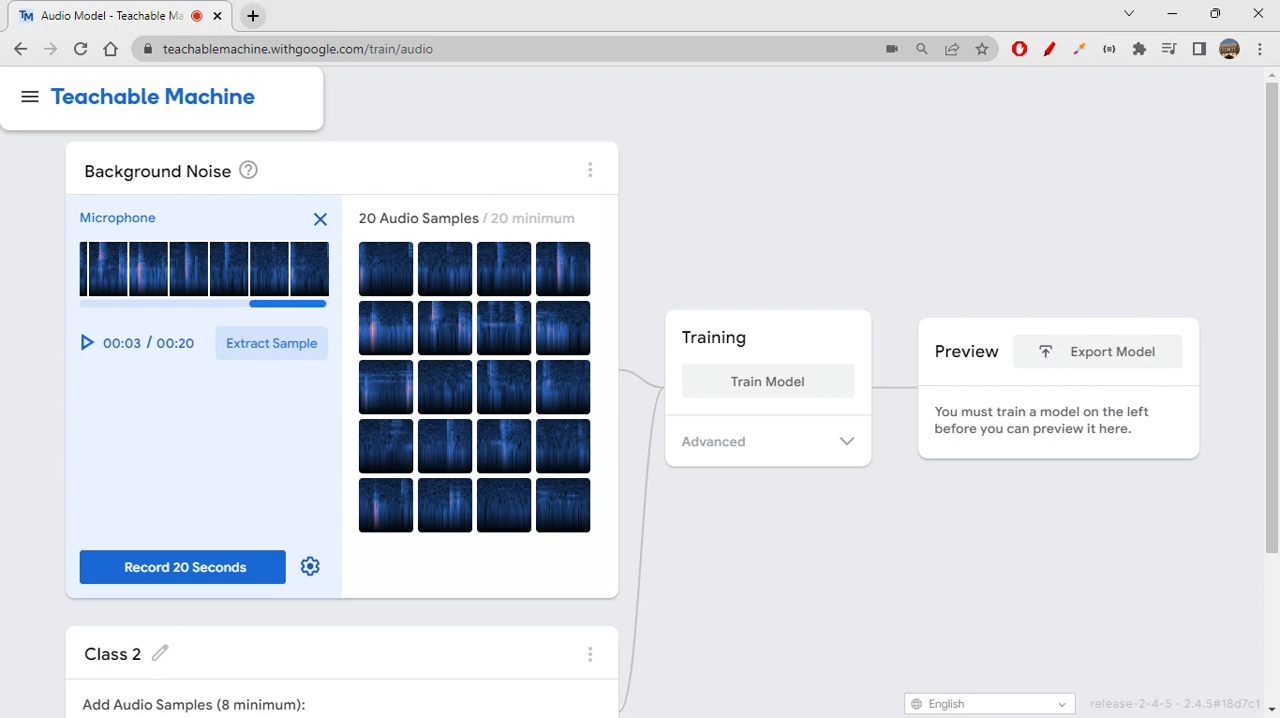 Audio Model - Teachable Ma
teachablemachine.withgoogle.com/train/audio
Teachable Machine
Background Noise
Microphone
20 Audio Samples / 20 minimum
00:03 / 00:20
Extract Sample
Record 20 Seconds
Class 2
Add Audio Samples (8 minimum):
Training
Train Model
Advanced
Preview
Export Model
You must train a model on the left
before you can preview it here.
English
release-2-4-5 - 2.4.5#18d7c1